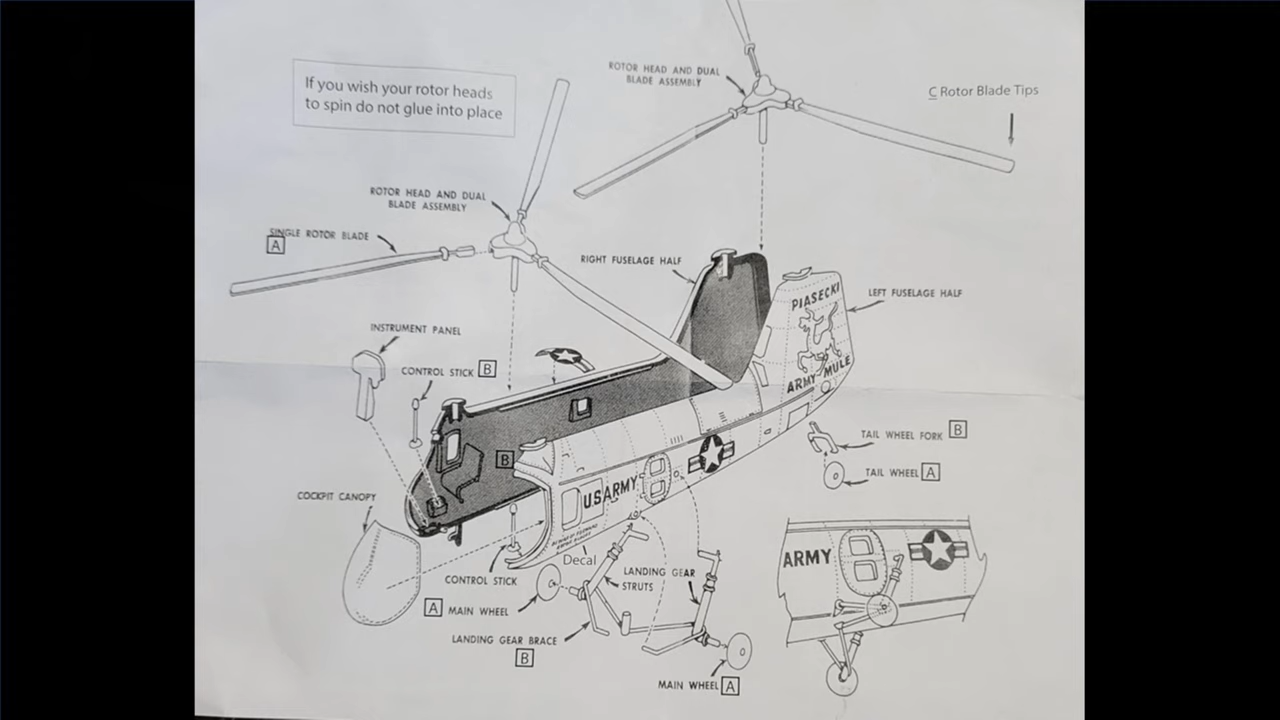 ROTOR HEAD AND DUAL
BLADE ASSEMBLY
If you wish your rotor heads
to spin do not glue into place
C Rotor Blade Tips
ROTOR HEAD AND DUAL
BLADE ASSEMBLY
SINGLE ROTOR BLADE
A
RIGHT FUSELAGE HALF
PIASECKI
LEFT FUSELAGE HALF
INSTRUMENT PANEL
CONTROL STICK B
ARMY MULE
TAIL WHEEL FORK B
B
TAIL WHEEL A
COCKPIT CANOPY
US ARMY
Decal
ARMY
CONTROL STICK
LANDING GEAR
STRUTS
A MAIN WHEEL
LANDING GEAR BRACE
B
MAIN WHEEL A